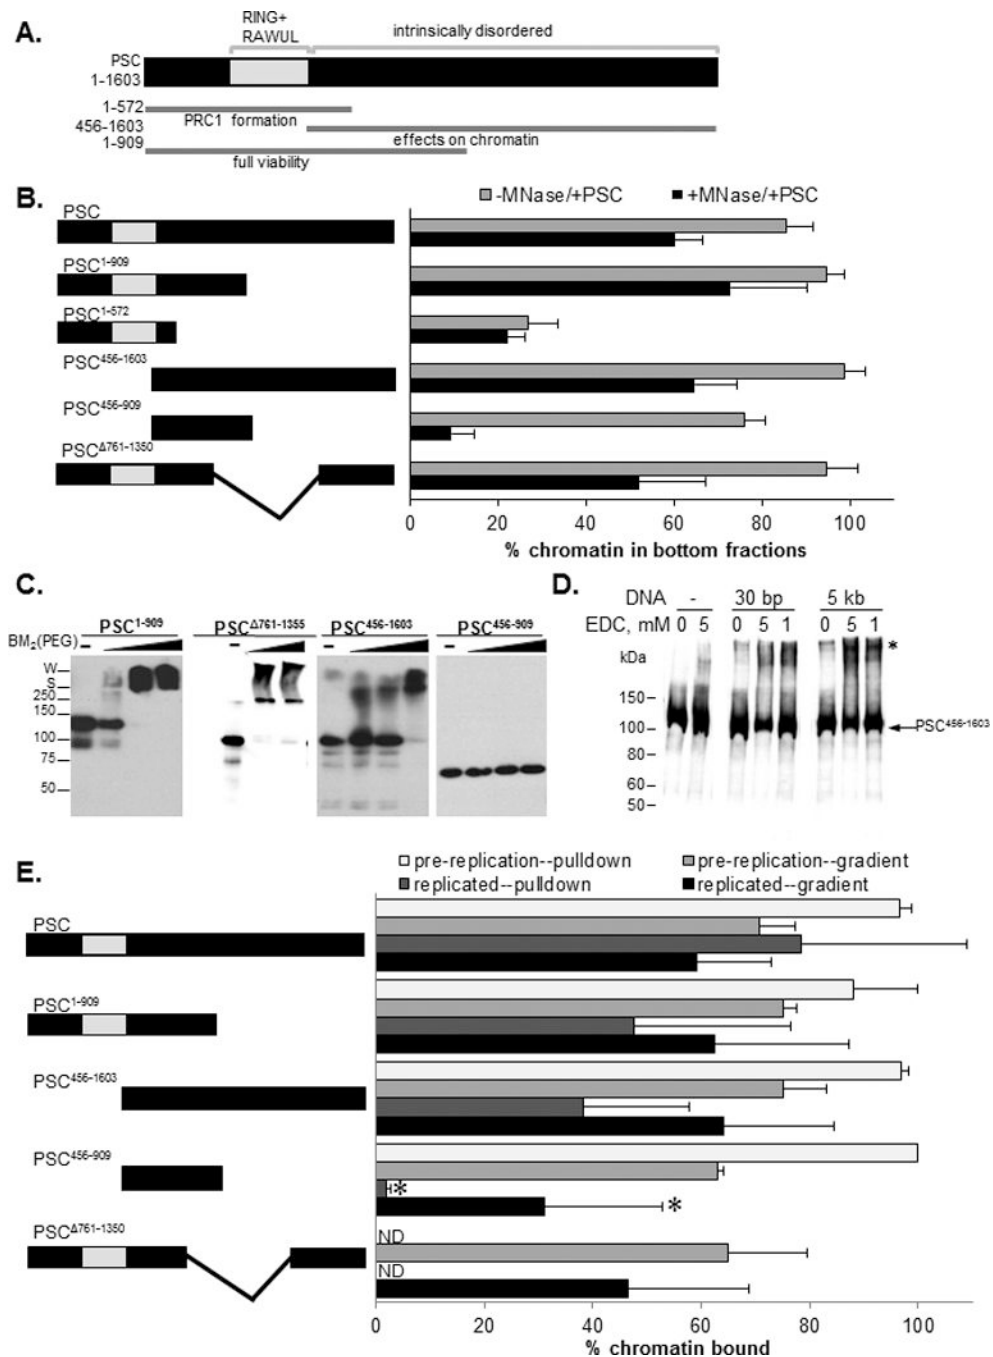 A.
RING+
RAWUL
intrinsically disordered
PSC
1-1603
1-572
PRC1 formation
456-1603
effects on chromatin
1-909
full viability
B.
-MNase/+PSC
+MNase/+PSC
PSC
PSC1-909
PSC1-572
PSC456-1603
PSC456-909
PSCΔ761-1350
0 20 40 60 80 100
% chromatin in bottom fractions
C.
PSC1-909
PSCΔ761-1355
PSC456-1603
PSC456-909
BM2(PEG)
- - - -
W
S
250
150
100
75
50
D.
DNA - 30 bp 5 kb
EDC, mM 0 5 0 5 1 0 5 1
kDa
*
150
100
PSC456-1603
80
60
50
E.
pre-replication--pulldown
pre-replication--gradient
replicated--pulldown
replicated--gradient
PSC
PSC1-909
PSC456-1603
PSC456-909
*
*
PSCΔ761-1350
ND
ND
0 20 40 60 80 100
% chromatin bound